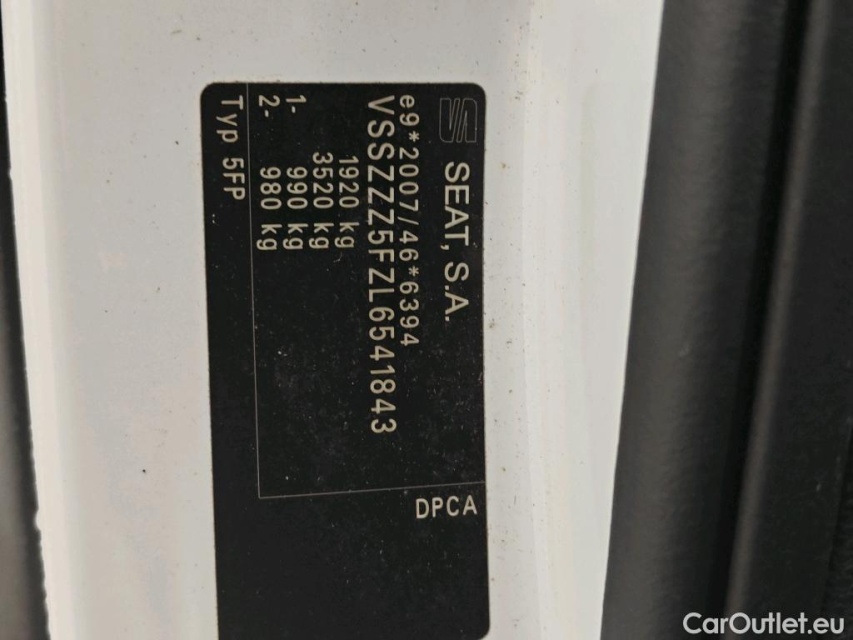 SEAT, S.A.
e9*2007/46*6394
VSSZZZ5FZL6541843
1920 kg
3520 kg
1- 990 kg
2- 980 kg
Typ 5FP
DPCA
CarOutlet.eu